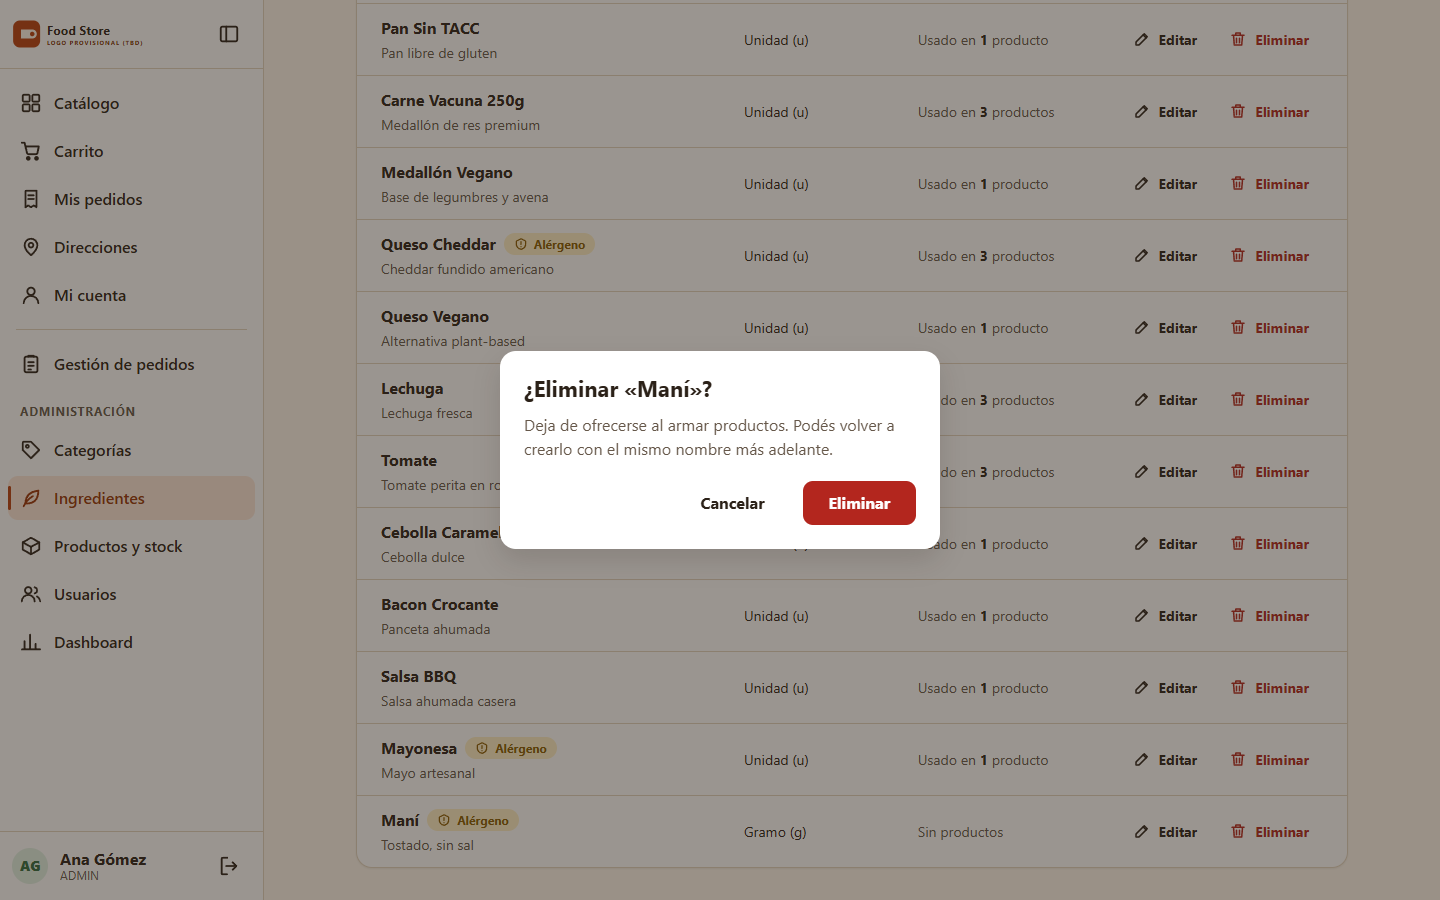 Food Store
LOGO PROVISIONAL (TBD)
Catálogo
Carrito
Mis pedidos
Direcciones
Mi cuenta
Gestión de pedidos
ADMINISTRACIÓN
Categorías
Ingredientes
Productos y stock
Usuarios
Dashboard
AG
Ana Gómez
ADMIN
Pan Sin TACC
Pan libre de gluten
Unidad (u)
Usado en 1 producto
Editar
Eliminar
Carne Vacuna 250g
Medallón de res premium
Unidad (u)
Usado en 3 productos
Editar
Eliminar
Medallón Vegano
Base de legumbres y avena
Unidad (u)
Usado en 1 producto
Editar
Eliminar
Queso Cheddar
Alérgeno
Cheddar fundido americano
Unidad (u)
Usado en 3 productos
Editar
Eliminar
Queso Vegano
Alternativa plant-based
Unidad (u)
Usado en 1 producto
Editar
Eliminar
Lechuga
Lechuga fresca
3 productos
Editar
Eliminar
Tomate
Tomate perita en
3 productos
Editar
Eliminar
Cebolla
Cebolla dulce
1 producto
Editar
Eliminar
Bacon Crocante
Panceta ahumada
Unidad (u)
Usado en 1 producto
Editar
Eliminar
Salsa BBQ
Salsa ahumada casera
Unidad (u)
Usado en 1 producto
Editar
Eliminar
Mayonesa
Alérgeno
Mayo artesanal
Unidad (u)
Usado en 1 producto
Editar
Eliminar
Maní
Alérgeno
Tostado, sin sal
Gramo (g)
Sin productos
Editar
Eliminar
¿Eliminar «Maní»?
Deja de ofrecerse al armar productos. Podés volver a
crearlo con el mismo nombre más adelante.
Cancelar
Eliminar